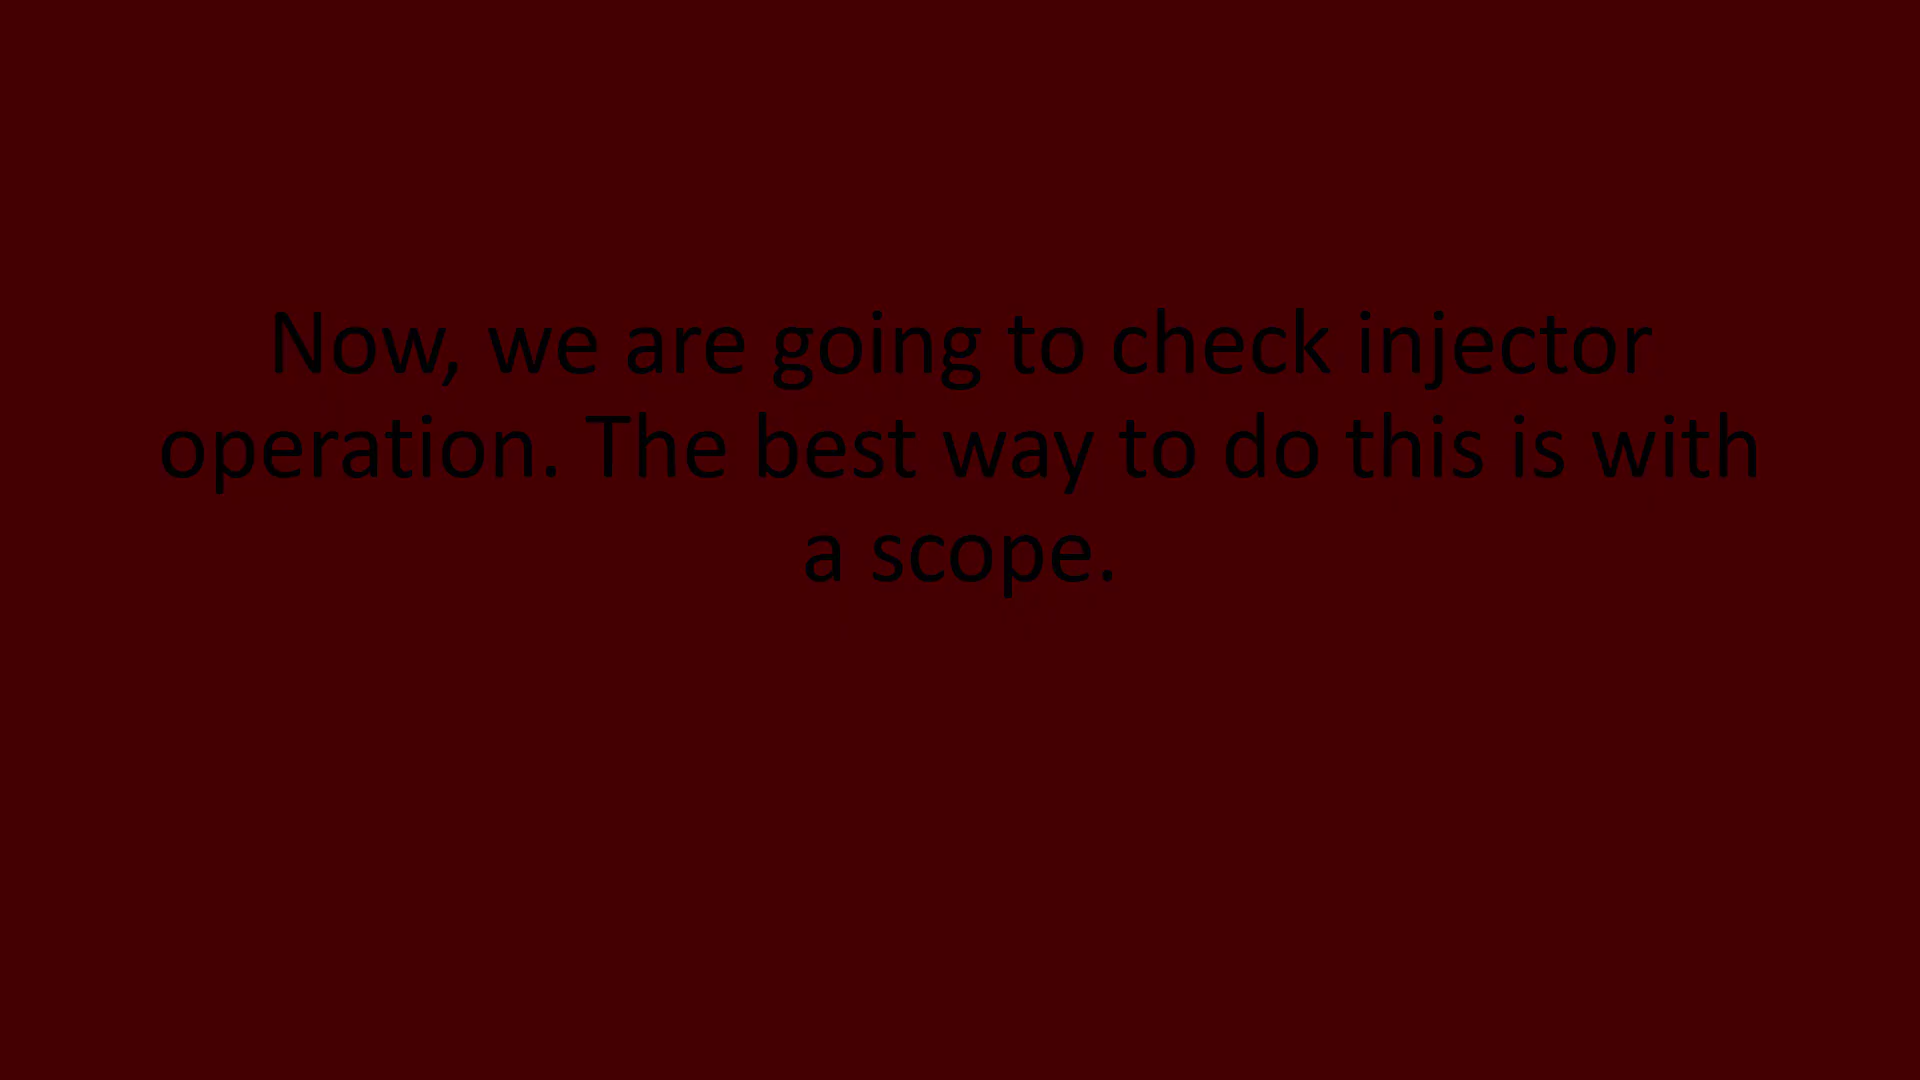 Now, we are going to check injector
operation. The best way to do this is with
a scope.